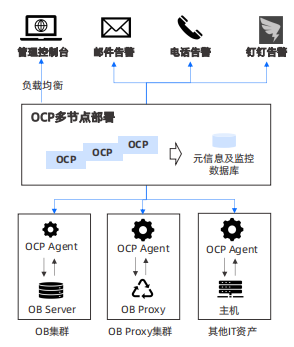 管理控制台 邮件告警 电话告警 钉钉告警
负载均衡
OCP多节点部署
OCP OCP OCP
元信息及监控
数据库
OCP Agent OCP Agent OCP Agent
OB Server OB Proxy 主机
OB集群 OB Proxy集群 其他IT资产